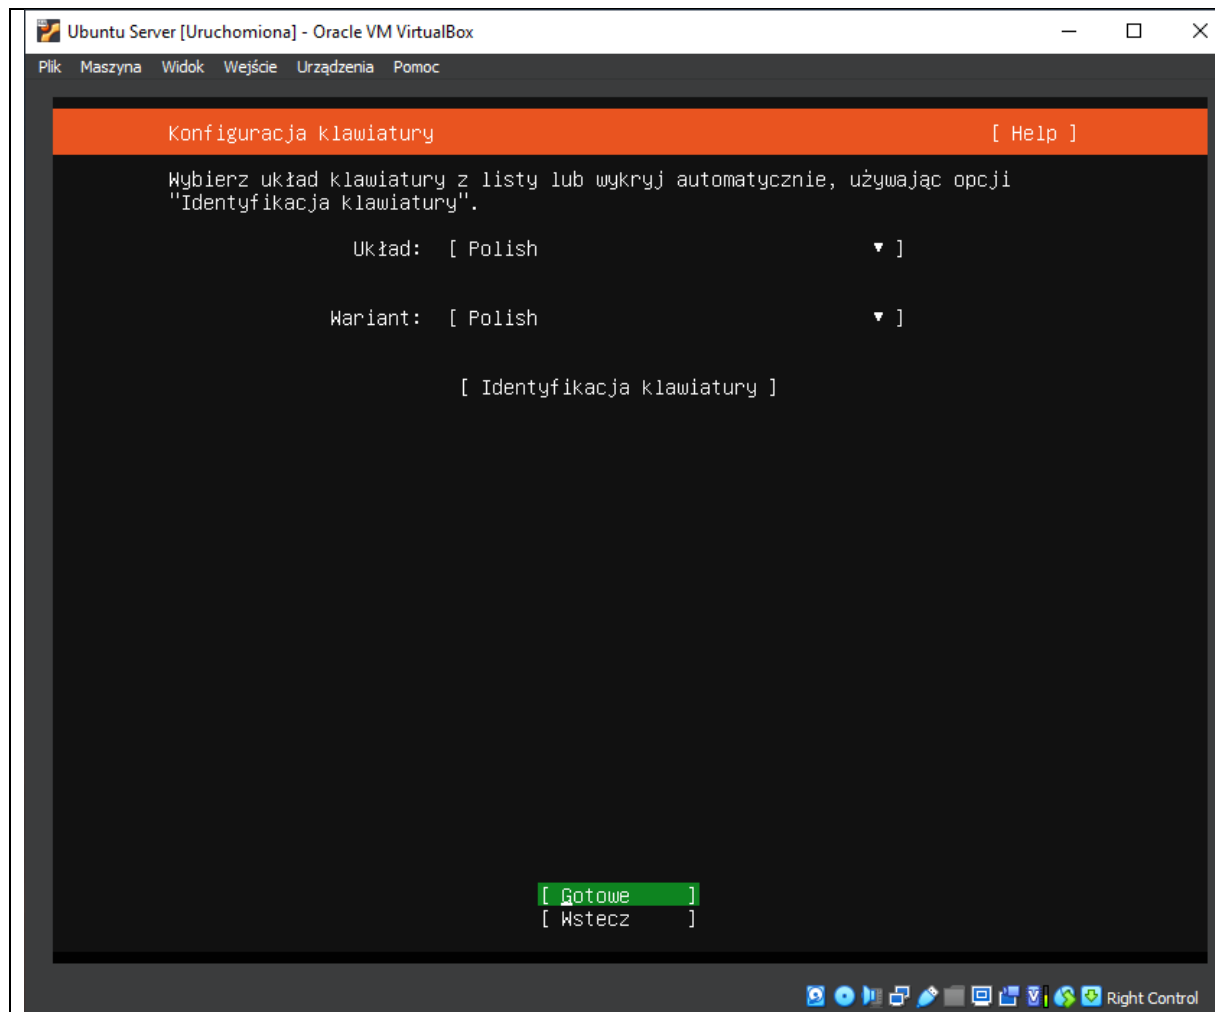 Ubuntu Server [Uruchomiona] - Oracle VM VirtualBox
Plik Maszyna Widok Wejście Urządzenia Pomoc
Konfiguracja klawiatury [ Help ]
Wybierz układ klawiatury z listy lub wykryj automatycznie, używając opcji
"Identyfikacja klawiatury".
Układ: [ Polish ▾ ]
Wariant: [ Polish ▾ ]
[ Identyfikacja klawiatury ]
[ Gotowe ]
[ Wstecz ]
Right Control